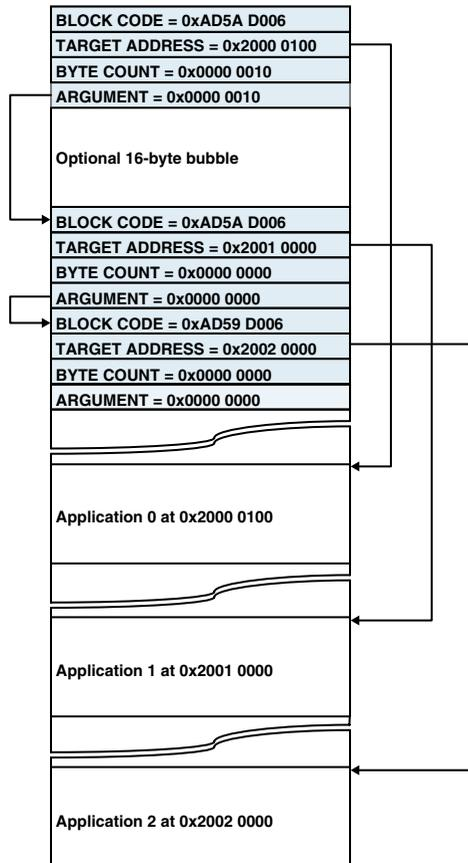 BLOCK CODE = 0xAD5A D006
TARGET ADDRESS = 0x2000 0100
BYTE COUNT = 0x0000 0010
ARGUMENT = 0x0000 0010
Optional 16-byte bubble
BLOCK CODE = 0xAD5A D006
TARGET ADDRESS = 0x2001 0000
BYTE COUNT = 0x0000 0000
ARGUMENT = 0x0000 0000
BLOCK CODE = 0xAD59 D006
TARGET ADDRESS = 0x2002 0000
BYTE COUNT = 0x0000 0000
ARGUMENT = 0x0000 0000
Application 0 at 0x2000 0100
Application 1 at 0x2001 0000
Application 2 at 0x2002 0000